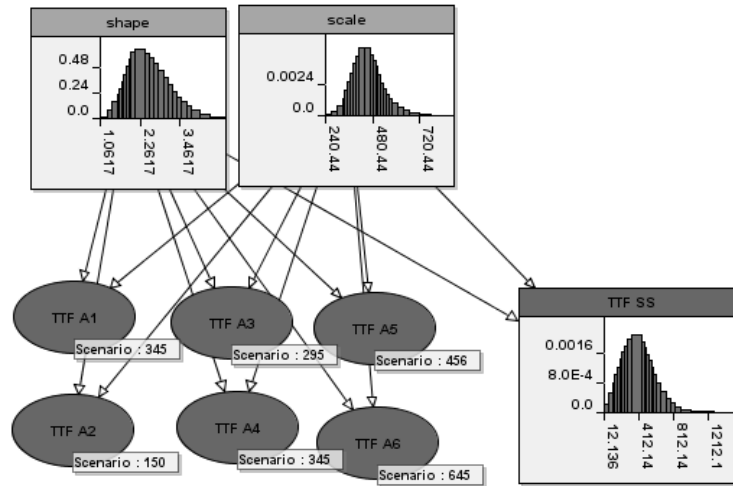 shape
0.48
0.24
0.0
1.0617
2.2617
3.4617
scale
0.0024
0.0
240.44
480.44
720.44
TTF A1
Scenario : 345
TTF A3
Scenario : 295
TTF A5
Scenario : 456
TTF A2
Scenario : 150
TTF A4
Scenario : 345
TTF A6
Scenario : 645
TTF SS
0.0016
8.0E-4
0.0
12.136
412.14
812.14
1212.1